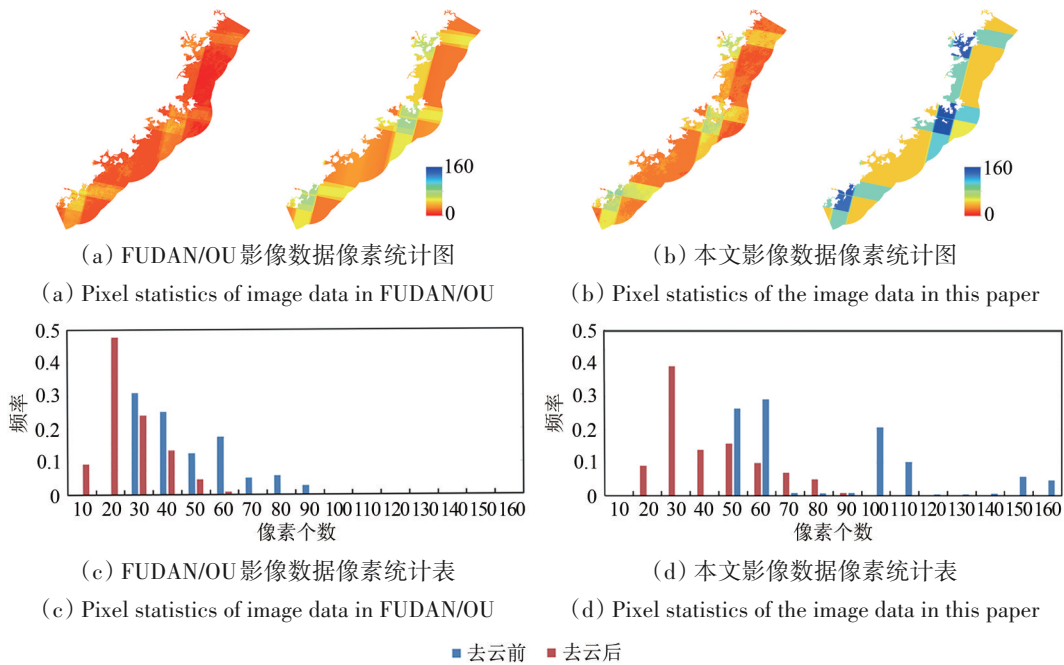 160
0
160
0
(a) FUDAN/OU影像数据像素统计图
(b) 本文影像数据像素统计图
(a) Pixel statistics of image data in FUDAN/OU
(b) Pixel statistics of the image data in this paper
0.5
0.4
0.3
0.2
0.1
0
频率
10 20 30 40 50 60 70 80 90 100 110 120 130 140 150 160
像素个数
0.5
0.4
0.3
0.2
0.1
0
频率
10 20 30 40 50 60 70 80 90 100 110 120 130 140 150 160
像素个数
(c) FUDAN/OU影像数据像素统计表
(d) 本文影像数据像素统计表
(c) Pixel statistics of image data in FUDAN/OU
(d) Pixel statistics of the image data in this paper
去云前 去云后